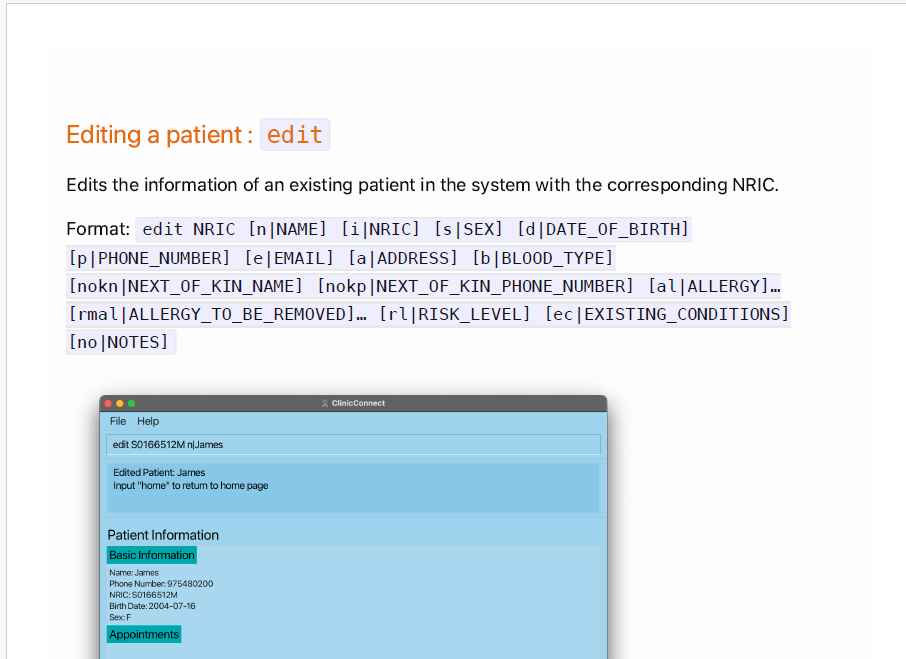 Editing a patient : edit
Edits the information of an existing patient in the system with the corresponding NRIC.
Format: edit NRIC [n|NAME] [i|NRIC] [s|SEX] [d|DATE_OF_BIRTH]
[p|PHONE_NUMBER] [e|EMAIL] [a|ADDRESS] [b|BLOOD_TYPE]
[nokn|NEXT_OF_KIN_NAME] [nokp|NEXT_OF_KIN_PHONE_NUMBER] [al|ALLERGY]…
[rmal|ALLERGY_TO_BE_REMOVED]… [rl|RISK_LEVEL] [ec|EXISTING_CONDITIONS]
[no|NOTES]
ClinicConnect
File Help
edit S0166512M n|James
Edited Patient: James
Input "home" to return to home page
Patient Information
Basic Information
Name: James
Phone Number: 975480200
NRIC: S0166512M
Birth Date: 2004-07-16
Sex: F
Appointments